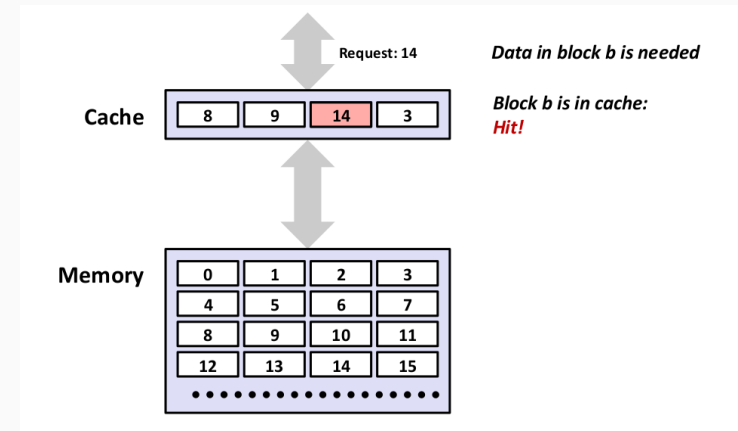 Request: 14
Data in block b is needed
Cache
8 9 14 3
Block b is in cache:
Hit!
Memory
0 1 2 3
4 5 6 7
8 9 10 11
12 13 14 15